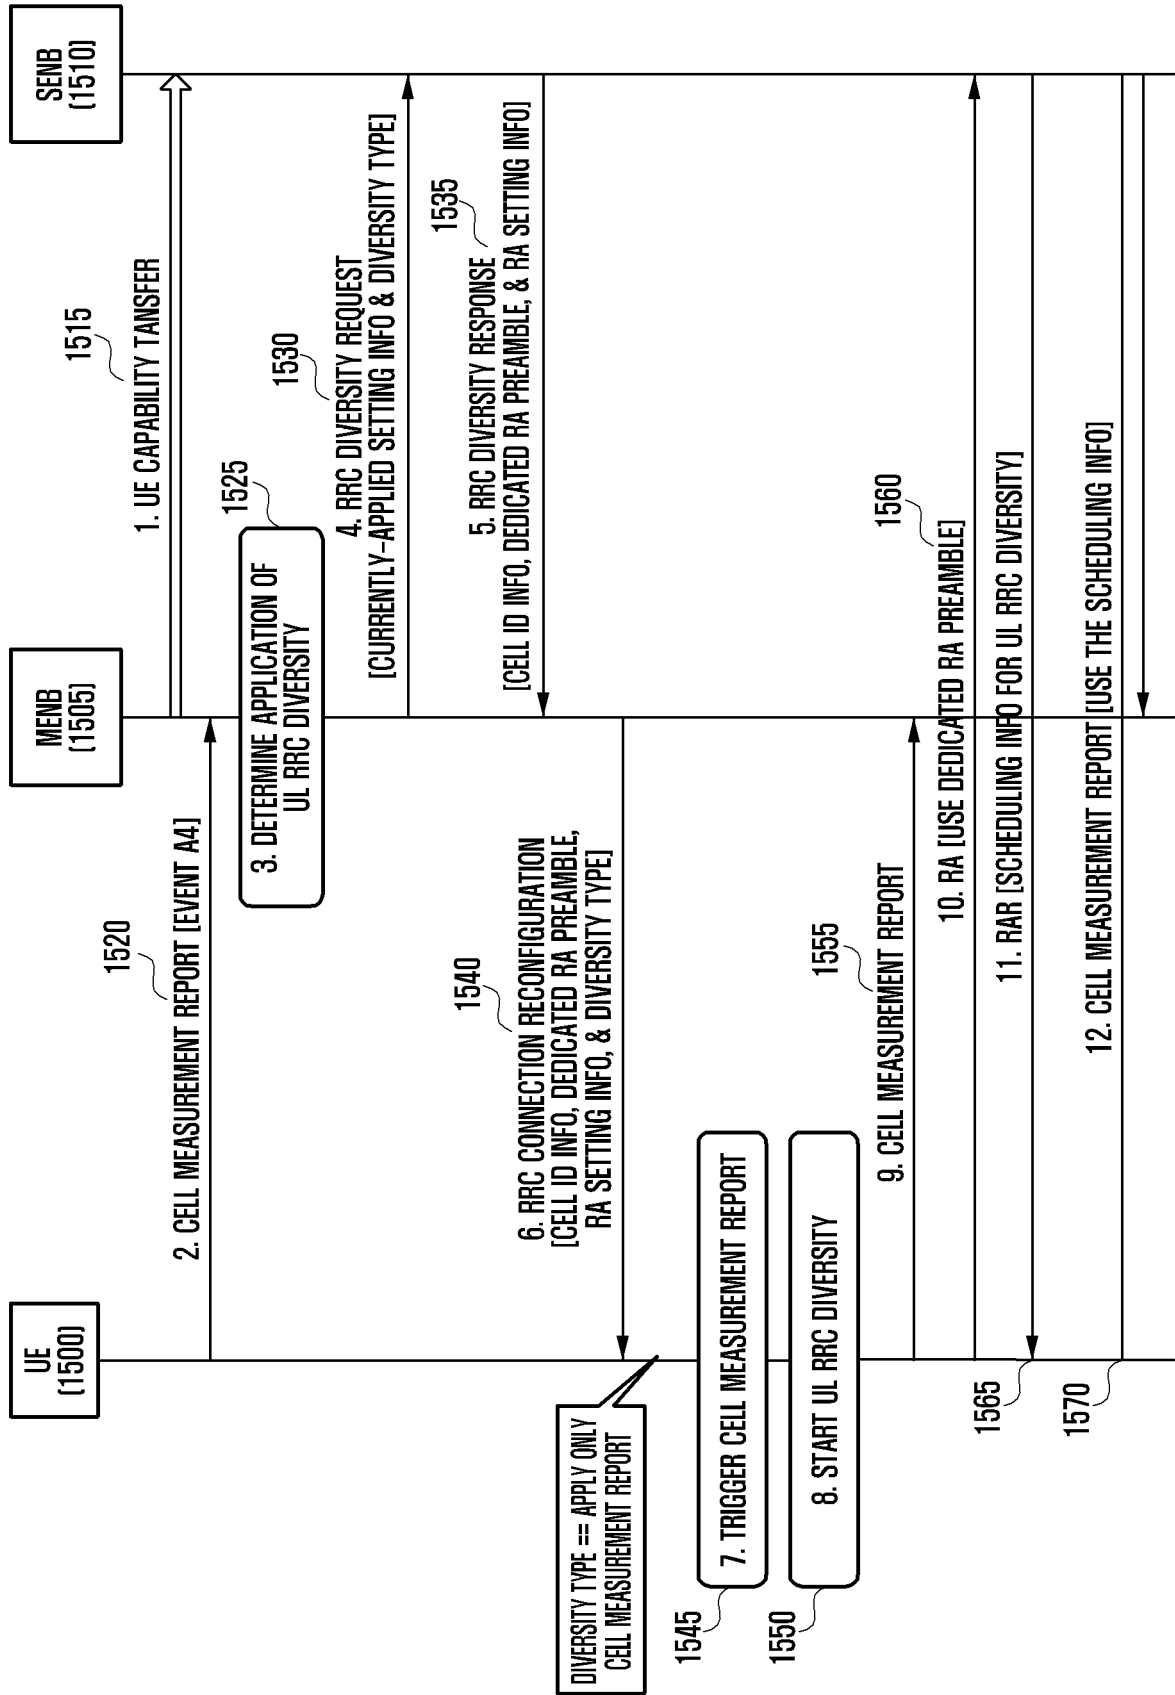 UE
(1500)
MENB
(1505)
SENB
(1510)
1515
1. UE CAPABILITY TANSFER
1520
2. CELL MEASUREMENT REPORT [EVENT A4]
1525
3. DETERMINE APPLICATION OF
UL RRC DIVERSITY
1530
4. RRC DIVERSITY REQUEST
[CURRENTLY-APPLIED SETTING INFO & DIVERSITY TYPE]
1535
5. RRC DIVERSITY RESPONSE
[CELL ID INFO, DEDICATED RA PREAMBLE, & RA SETTING INFO]
1540
6. RRC CONNECTION RECONFIGURATION
[CELL ID INFO, DEDICATED RA PREAMBLE,
RA SETTING INFO, & DIVERSITY TYPE]
DIVERSITY TYPE == APPLY ONLY
CELL MEASUREMENT REPORT
1545
7. TRIGGER CELL MEASUREMENT REPORT
1550
8. START UL RRC DIVERSITY
1555
9. CELL MEASUREMENT REPORT
1560
10. RA [USE DEDICATED RA PREAMBLE]
1565
11. RAR [SCHEDULING INFO FOR UL RRC DIVERSITY]
1570
12. CELL MEASUREMENT REPORT [USE THE SCHEDULING INFO]